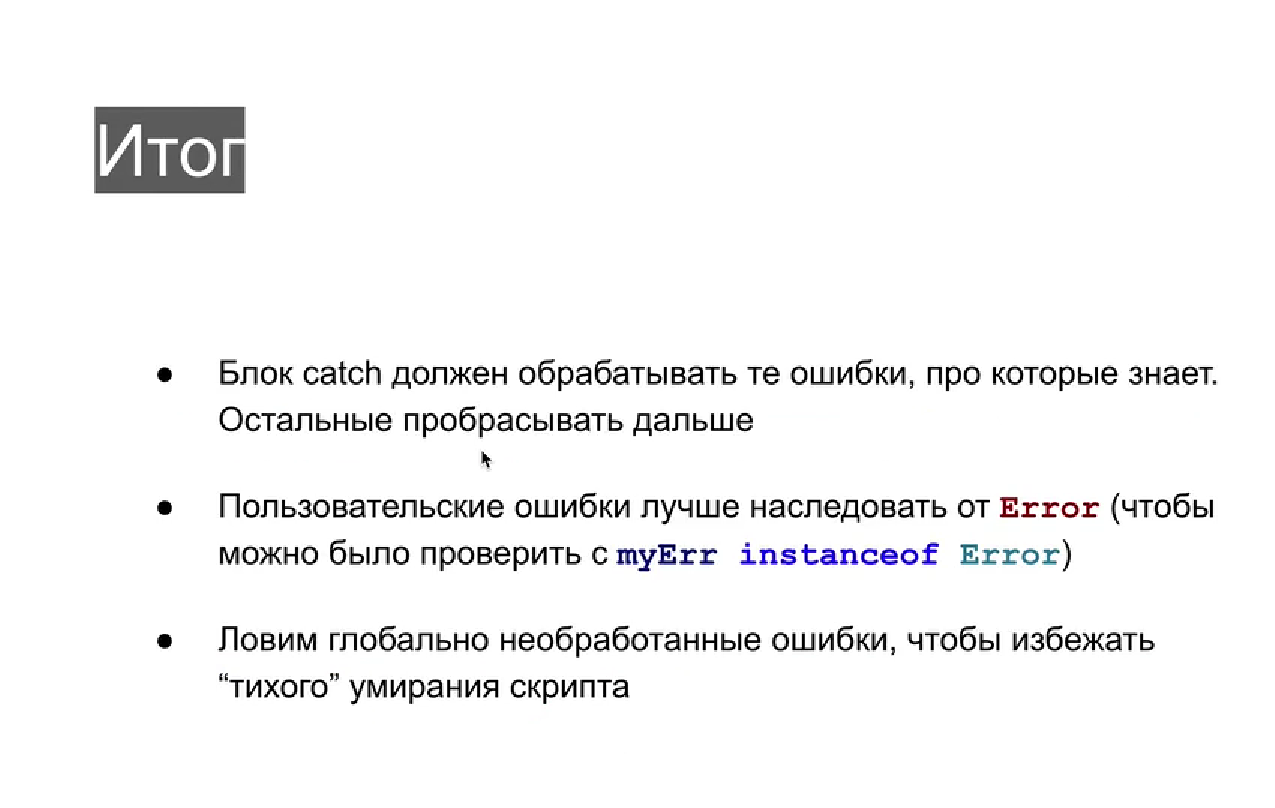 Итог
● Блок catch должен обрабатывать те ошибки, про которые знает.
Остальные пробрасывать дальше
● Пользовательские ошибки лучше наследовать от Error (чтобы
можно было проверить с myErr instanceof Error)
● Ловим глобально необработанные ошибки, чтобы избежать
“тихого” умирания скрипта